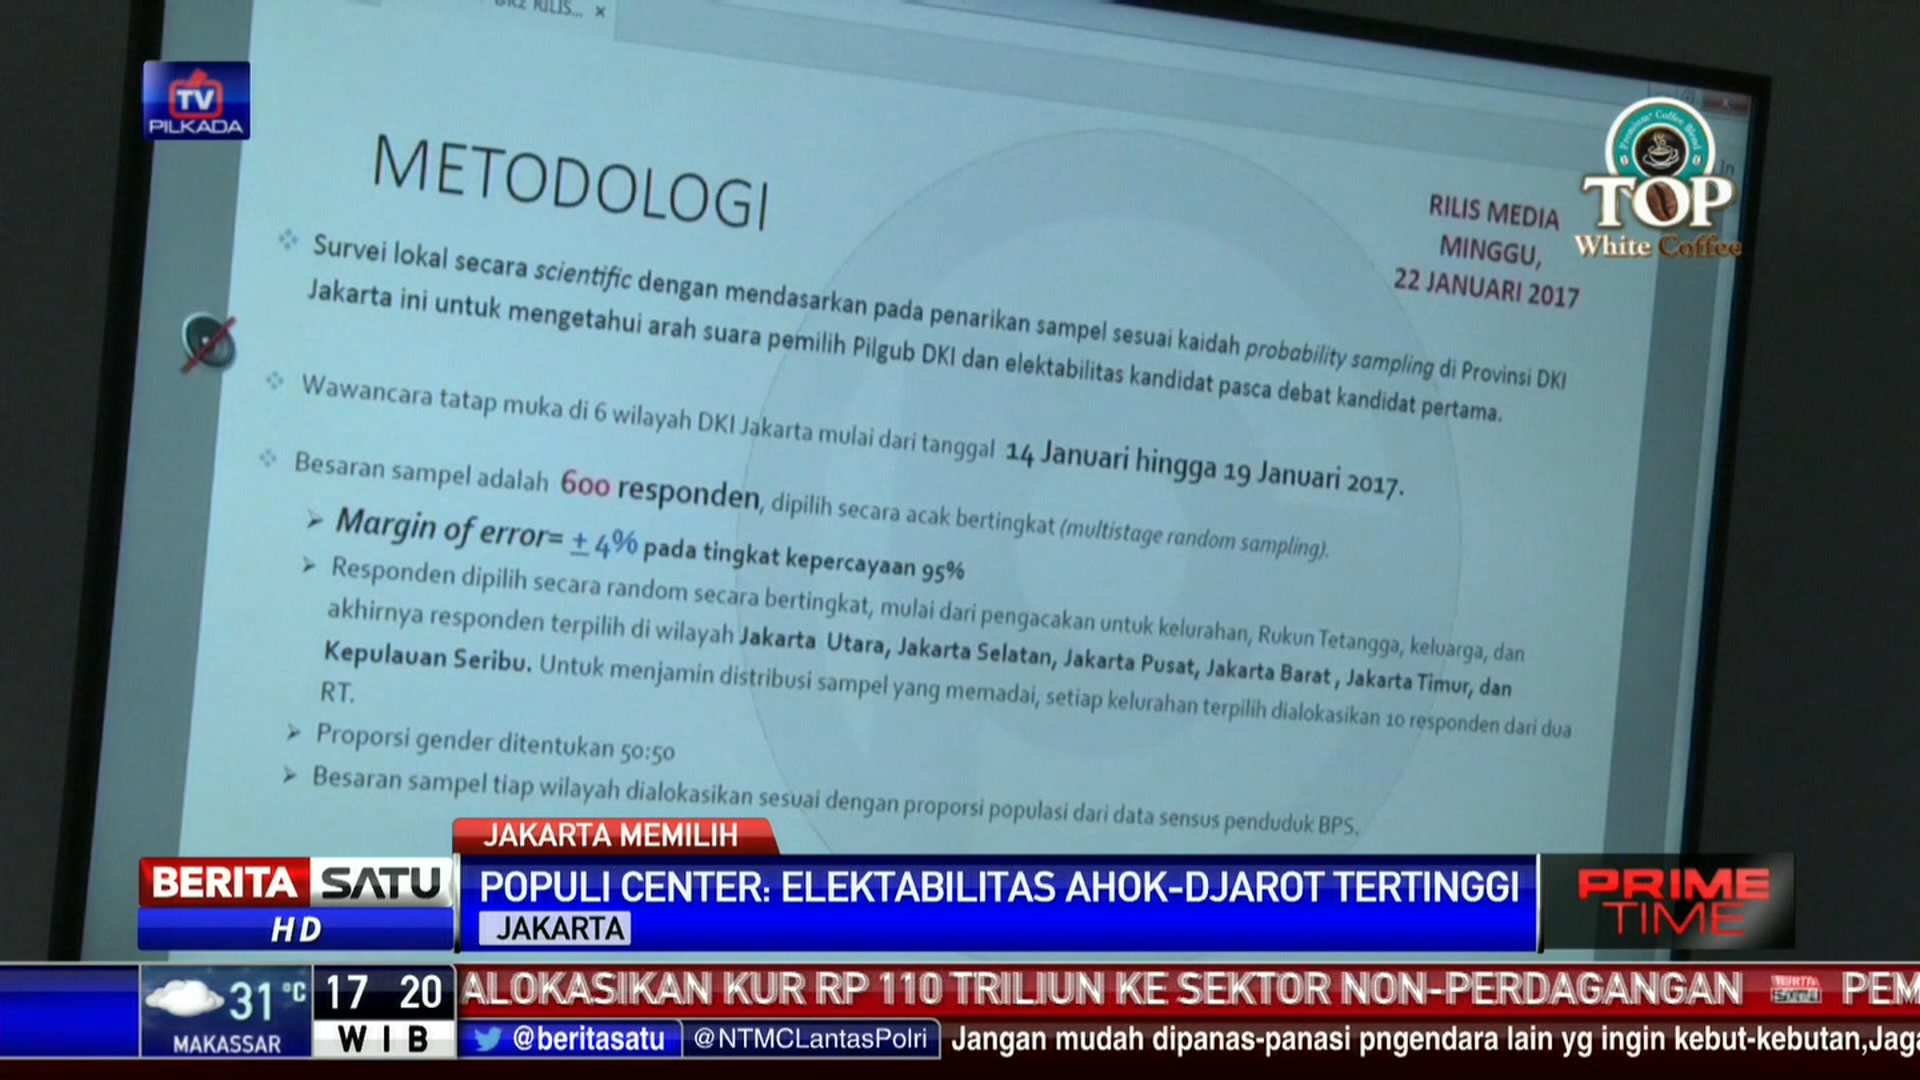 RILIS...
TV
PILKADA
METODOLOGI
Premium Coffee Blend
TOP
White Coffee
RILIS MEDIA
MINGGU,
22 JANUARI 2017
Survei lokal secara scientific dengan mendasarkan pada penarikan sampel sesuai kaidah probability sampling di Provinsi DKI
Jakarta ini untuk mengetahui arah suara pemilih Pilgub DKI dan elektabilitas kandidat pasca debat kandidat pertama.
Wawancara tatap muka di 6 wilayah DKI Jakarta mulai dari tanggal 14 Januari hingga 19 Januari 2017.
Besaran sampel adalah 600 responden, dipilih secara acak bertingkat (multistage random sampling).
Margin of error= ± 4% pada tingkat kepercayaan 95%
Responden dipilih secara random secara bertingkat, mulai dari pengacakan untuk kelurahan, Rukun Tetangga, keluarga, dan
akhirnya responden terpilih di wilayah Jakarta Utara, Jakarta Selatan, Jakarta Pusat, Jakarta Barat , Jakarta Timur, dan
Kepulauan Seribu. Untuk menjamin distribusi sampel yang memadai, setiap kelurahan terpilih dialokasikan 10 responden dari dua
RT.
Proporsi gender ditentukan 50:50
Besaran sampel tiap wilayah dialokasikan sesuai dengan proporsi populasi dari data sensus penduduk BPS.
JAKARTA MEMILIH
BERITA SATU
HD
POPULI CENTER: ELEKTABILITAS AHOK-DJAROT TERTINGGI
JAKARTA
PRIME
TIME
31 °C
MAKASSAR
17 20
WIB
ALOKASIKAN KUR RP 110 TRILIUN KE SEKTOR NON-PERDAGANGAN BERITA SATU PEM
@beritasatu @NTMCLantasPolri Jangan mudah dipanas-panasi pngendara lain yg ingin kebut-kebutan,Jaga